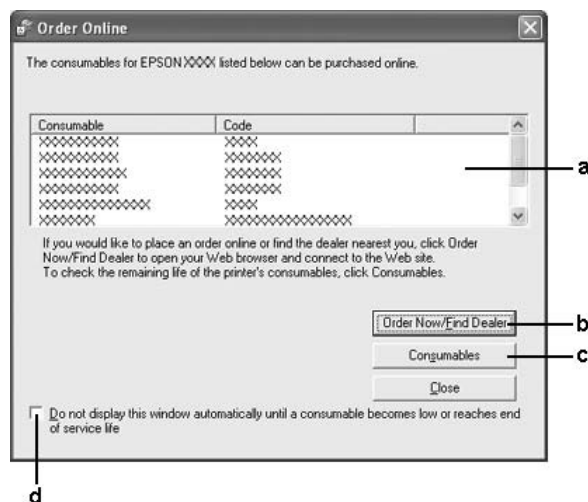 Order Online
The consumables for EPSON XXXX listed below can be purchased online.
Consumable Code
XXXXXXXXXX XXXX
XXXXXXXXXX XXXXXXX
XXXXXXXXXXX XXXXXXX
XXXXXXXXXX XXXXXXX
XXXXXXXXXXXXXX XXXX
XXXXXXX XXXXXXXXXXXXXXXX
a
If you would like to place an order online or find the dealer nearest you, click Order
Now/Find Dealer to open your Web browser and connect to the Web site.
To check the remaining life of the printer's consumables, click Consumables.
Order Now/Find Dealer
b
Consumables
c
Close
Do not display this window automatically until a consumable becomes low or reaches end
of service life
d